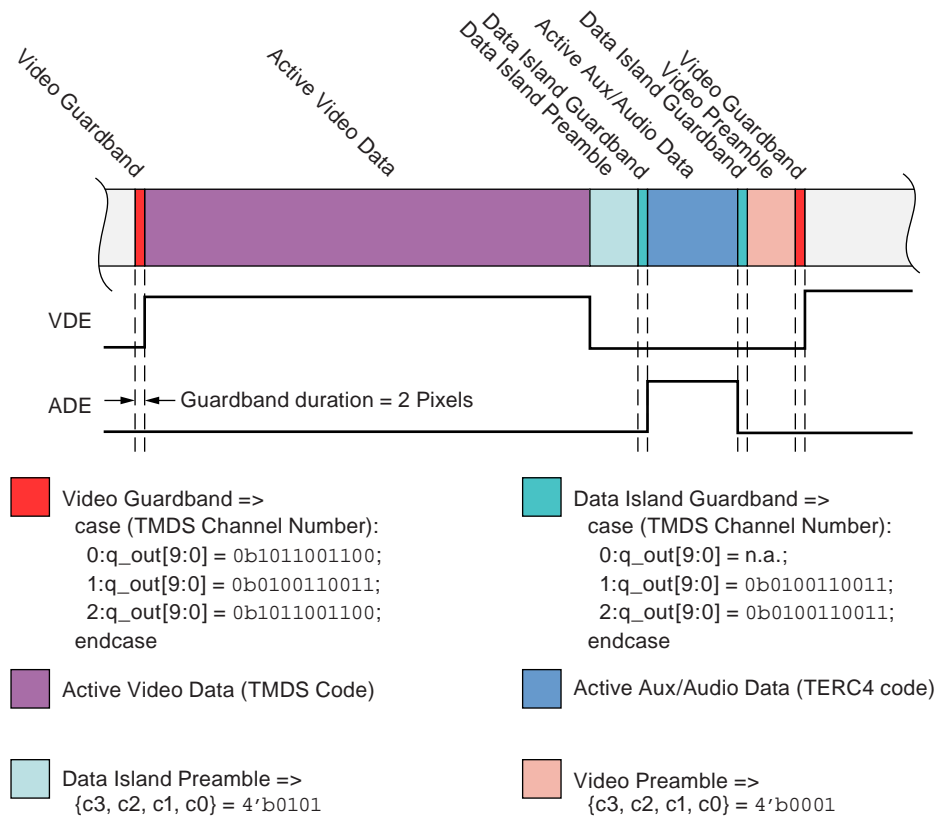 Video Guardband
Active Video Data
Data Island Preamble
Data Island Guardband
Active Aux/Audio Data
Data Island Guardband
Video Preamble
Video Guardband
VDE
ADE
Guardband duration = 2 Pixels
Video Guardband =>
case (TMDS Channel Number):
0:q_out[9:0] = 0b1011001100;
1:q_out[9:0] = 0b0100110011;
2:q_out[9:0] = 0b1011001100;
endcase
Data Island Guardband =>
case (TMDS Channel Number):
0:q_out[9:0] = n.a.;
1:q_out[9:0] = 0b0100110011;
2:q_out[9:0] = 0b0100110011;
endcase
Active Video Data (TMDS Code)
Active Aux/Audio Data (TERC4 code)
Data Island Preamble =>
{c3, c2, c1, c0} = 4'b0101
Video Preamble =>
{c3, c2, c1, c0} = 4'b0001